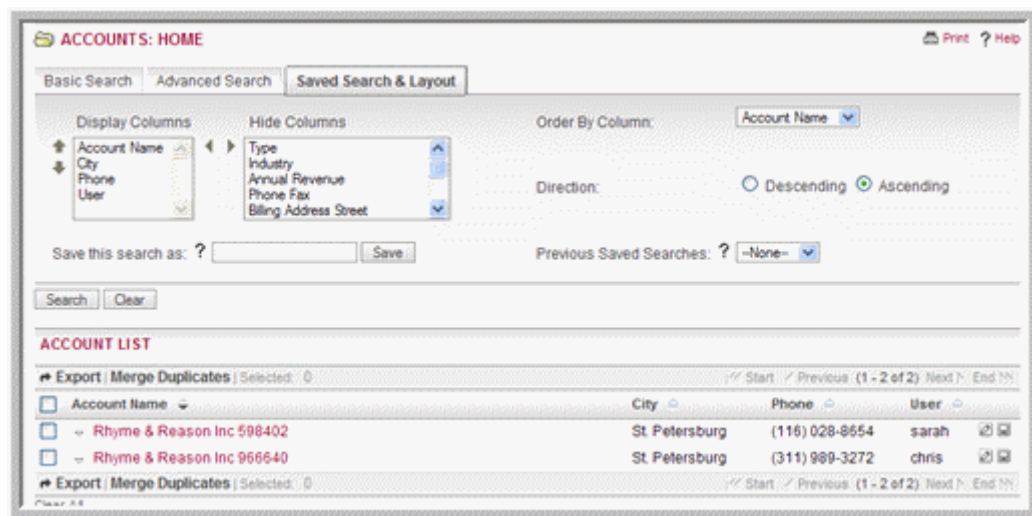 ACCOUNTS: HOME Print ? Help
Basic Search Advanced Search Saved Search & Layout
Display Columns Hide Columns Order By Column: Account Name
Account Name Type
City Industry
Phone Annual Revenue
User Phone Fax
Billing Address Street
Direction: Descending Ascending
Save this search as: ? Save Previous Saved Searches: ? --None--
Search Clear
ACCOUNT LIST
Export | Merge Duplicates | Selected: 0 Start Previous (1 - 2 of 2) Next End
Account Name City Phone User
Rhyme & Reason Inc 598402 St. Petersburg (116) 028-8654 sarah
Rhyme & Reason Inc 966640 St. Petersburg (311) 989-3272 chris
Export | Merge Duplicates | Selected: 0 Start Previous (1 - 2 of 2) Next End
Clear All